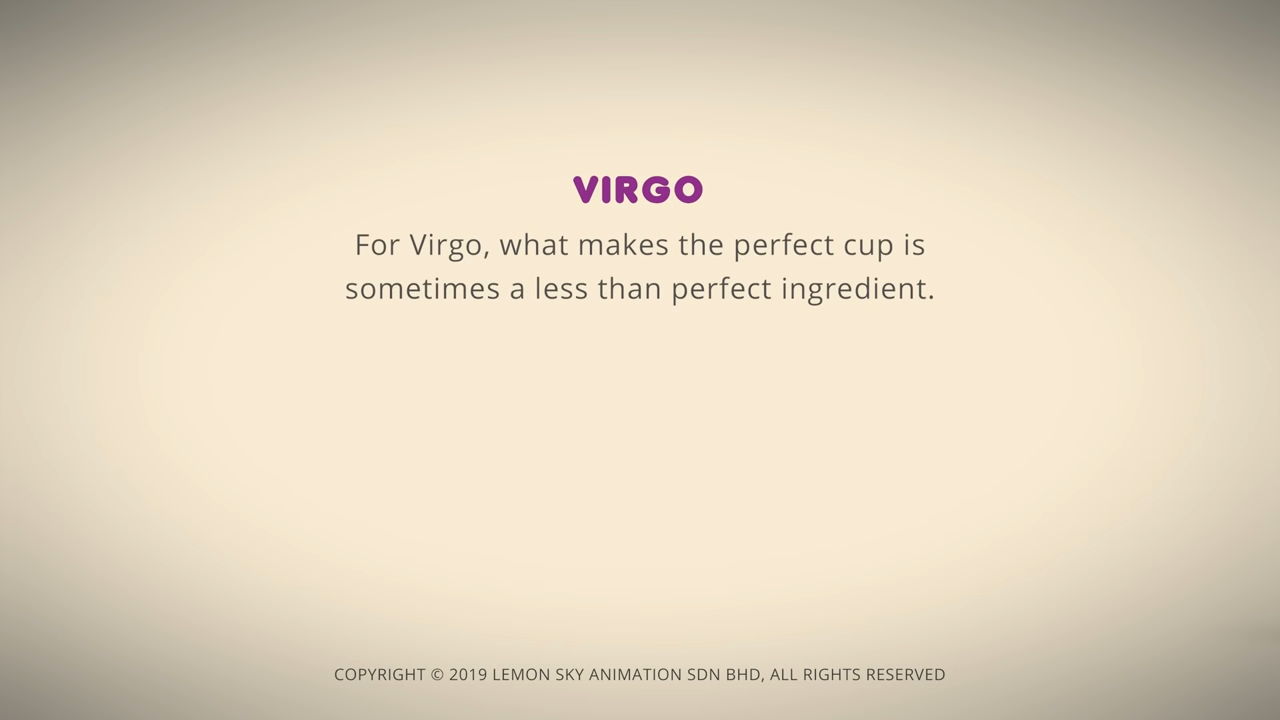 VIRGO
For Virgo, what makes the perfect cup is
sometimes a less than perfect ingredient.
COPYRIGHT © 2019 LEMON SKY ANIMATION SDN BHD, ALL RIGHTS RESERVED